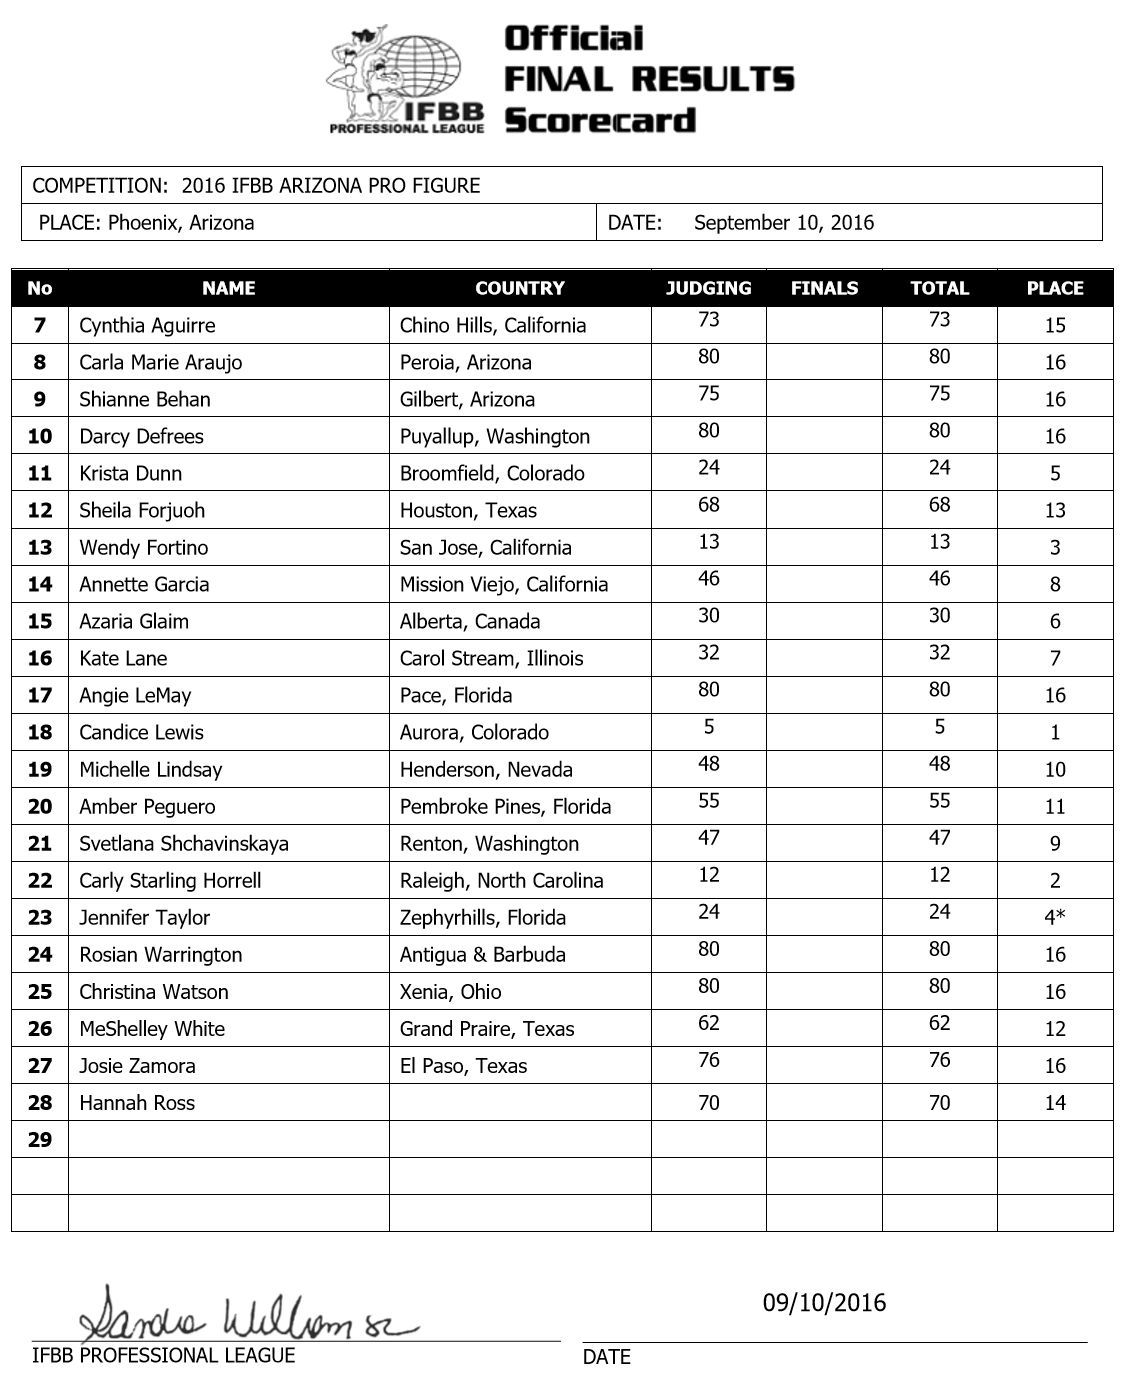 Official
FINAL RESULTS
Scorecard
IFBB
PROFESSIONAL LEAGUE
COMPETITION: 2016 IFBB ARIZONA PRO FIGURE
PLACE: Phoenix, Arizona DATE: September 10, 2016
No NAME COUNTRY JUDGING FINALS TOTAL PLACE
7 Cynthia Aguirre Chino Hills, California 73 73 15
8 Carla Marie Araujo Peroia, Arizona 80 80 16
9 Shianne Behan Gilbert, Arizona 75 75 16
10 Darcy Defrees Puyallup, Washington 80 80 16
11 Krista Dunn Broomfield, Colorado 24 24 5
12 Sheila Forjuoh Houston, Texas 68 68 13
13 Wendy Fortino San Jose, California 13 13 3
14 Annette Garcia Mission Viejo, California 46 46 8
15 Azaria Glaim Alberta, Canada 30 30 6
16 Kate Lane Carol Stream, Illinois 32 32 7
17 Angie LeMay Pace, Florida 80 80 16
18 Candice Lewis Aurora, Colorado 5 5 1
19 Michelle Lindsay Henderson, Nevada 48 48 10
20 Amber Peguero Pembroke Pines, Florida 55 55 11
21 Svetlana Shchavinskaya Renton, Washington 47 47 9
22 Carly Starling Horrell Raleigh, North Carolina 12 12 2
23 Jennifer Taylor Zephyrhills, Florida 24 24 4*
24 Rosian Warrington Antigua & Barbuda 80 80 16
25 Christina Watson Xenia, Ohio 80 80 16
26 MeShelley White Grand Praire, Texas 62 62 12
27 Josie Zamora El Paso, Texas 76 76 16
28 Hannah Ross 70 70 14
29
09/10/2016
IFBB PROFESSIONAL LEAGUE DATE